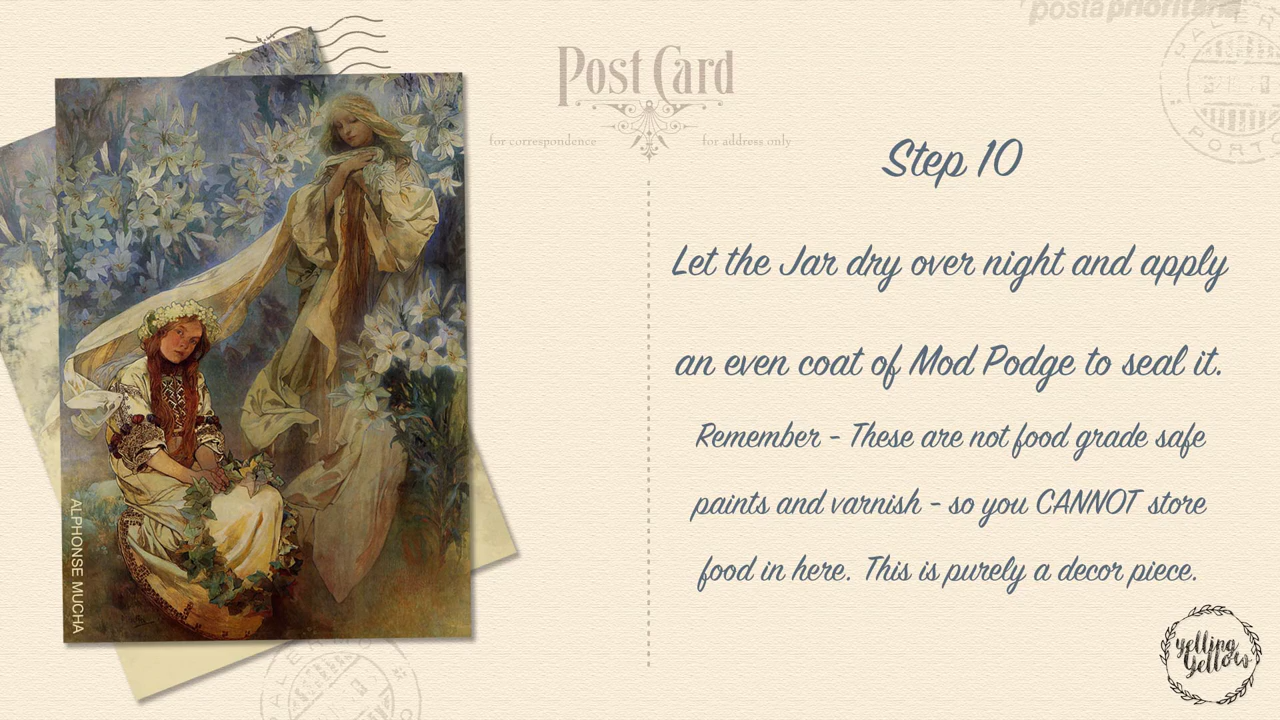 posta prioritaria
Post Card
for correspondence for address only
PORTO
Step 10
Let the Jar dry over night and apply
an even coat of Mod Podge to seal it.
Remember - These are not food grade safe
paints and varnish - so you CANNOT store
food in here. This is purely a decor piece.
ALPHONSE MUCHA
yelling
Yellow